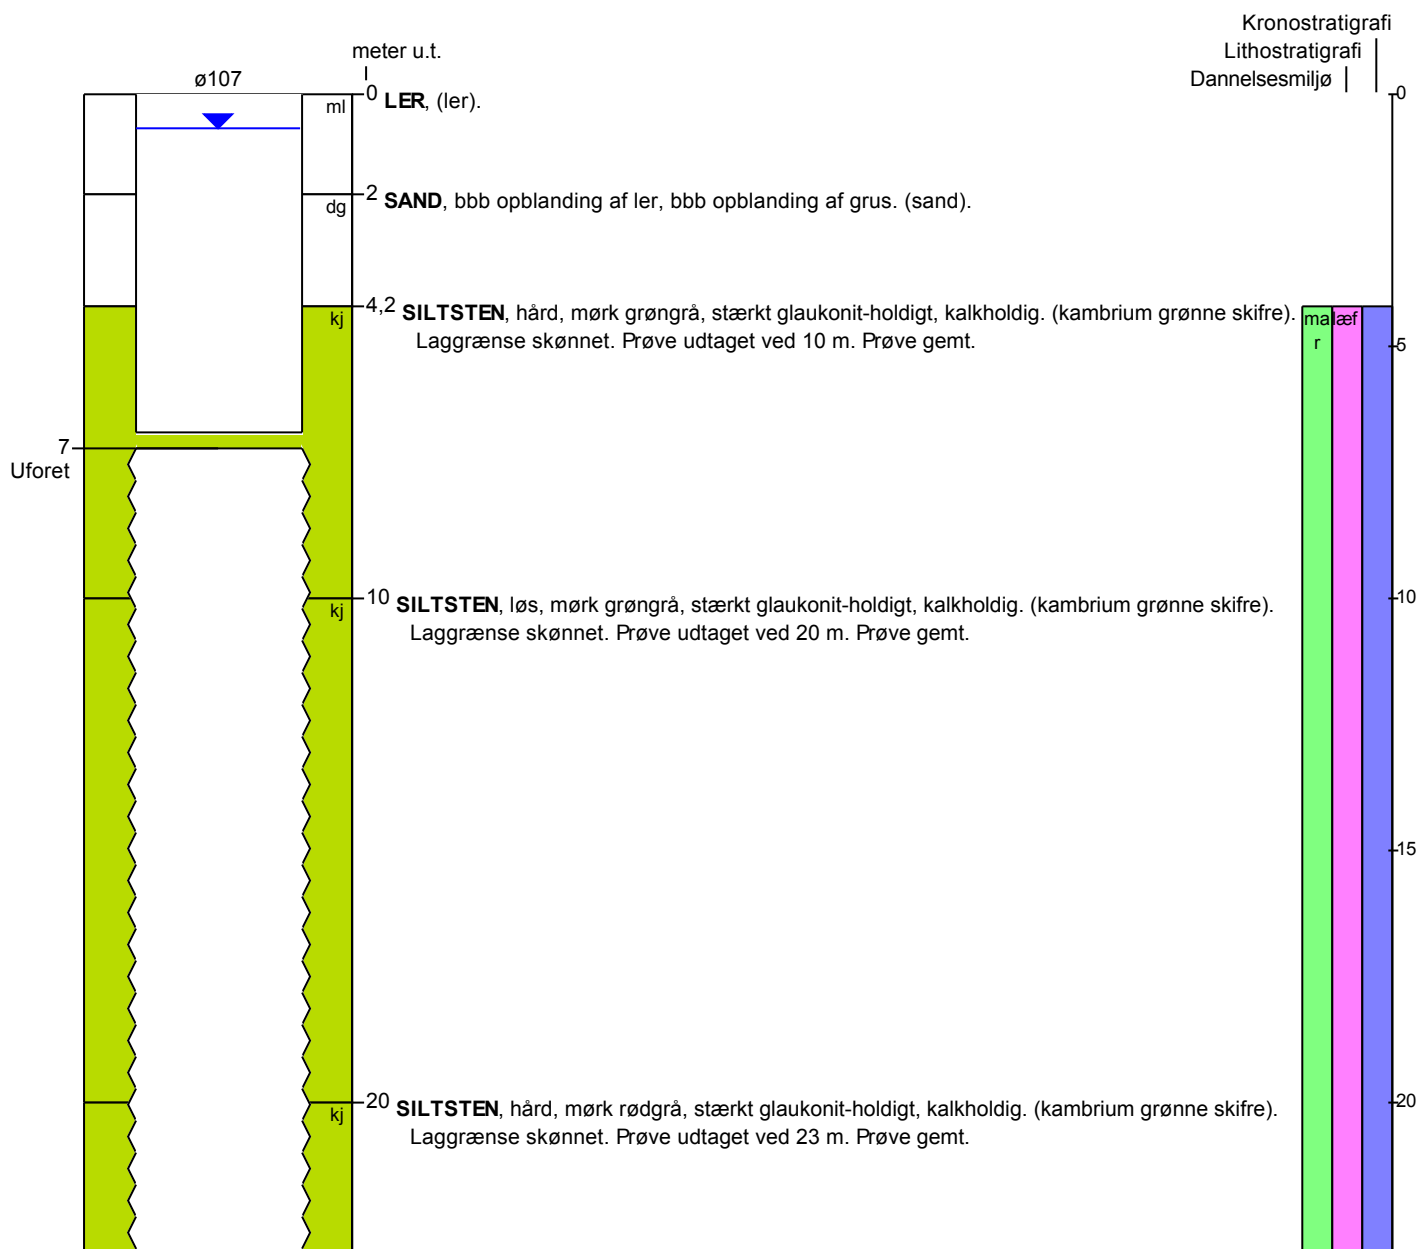 Kronostratigrafi
Lithostratigrafi
Dannelsesmiljø
meter u.t.
ø107
0
ml
0 LER, (ler).
2 SAND, bbb opblanding af ler, bbb opblanding af grus. (sand).
dg
4,2 SILTSTEN, hård, mørk grøngrå, stærkt glaukonit-holdigt, kalkholdig. (kambrium grønne skifre).
kj
Laggrænse skønnet. Prøve udtaget ved 10 m. Prøve gemt.
mar
læf
5
7
Uforet
10 SILTSTEN, løs, mørk grøngrå, stærkt glaukonit-holdigt, kalkholdig. (kambrium grønne skifre).
kj
Laggrænse skønnet. Prøve udtaget ved 20 m. Prøve gemt.
10
15
20 SILTSTEN, hård, mørk rødgrå, stærkt glaukonit-holdigt, kalkholdig. (kambrium grønne skifre).
kj
Laggrænse skønnet. Prøve udtaget ved 23 m. Prøve gemt.
20